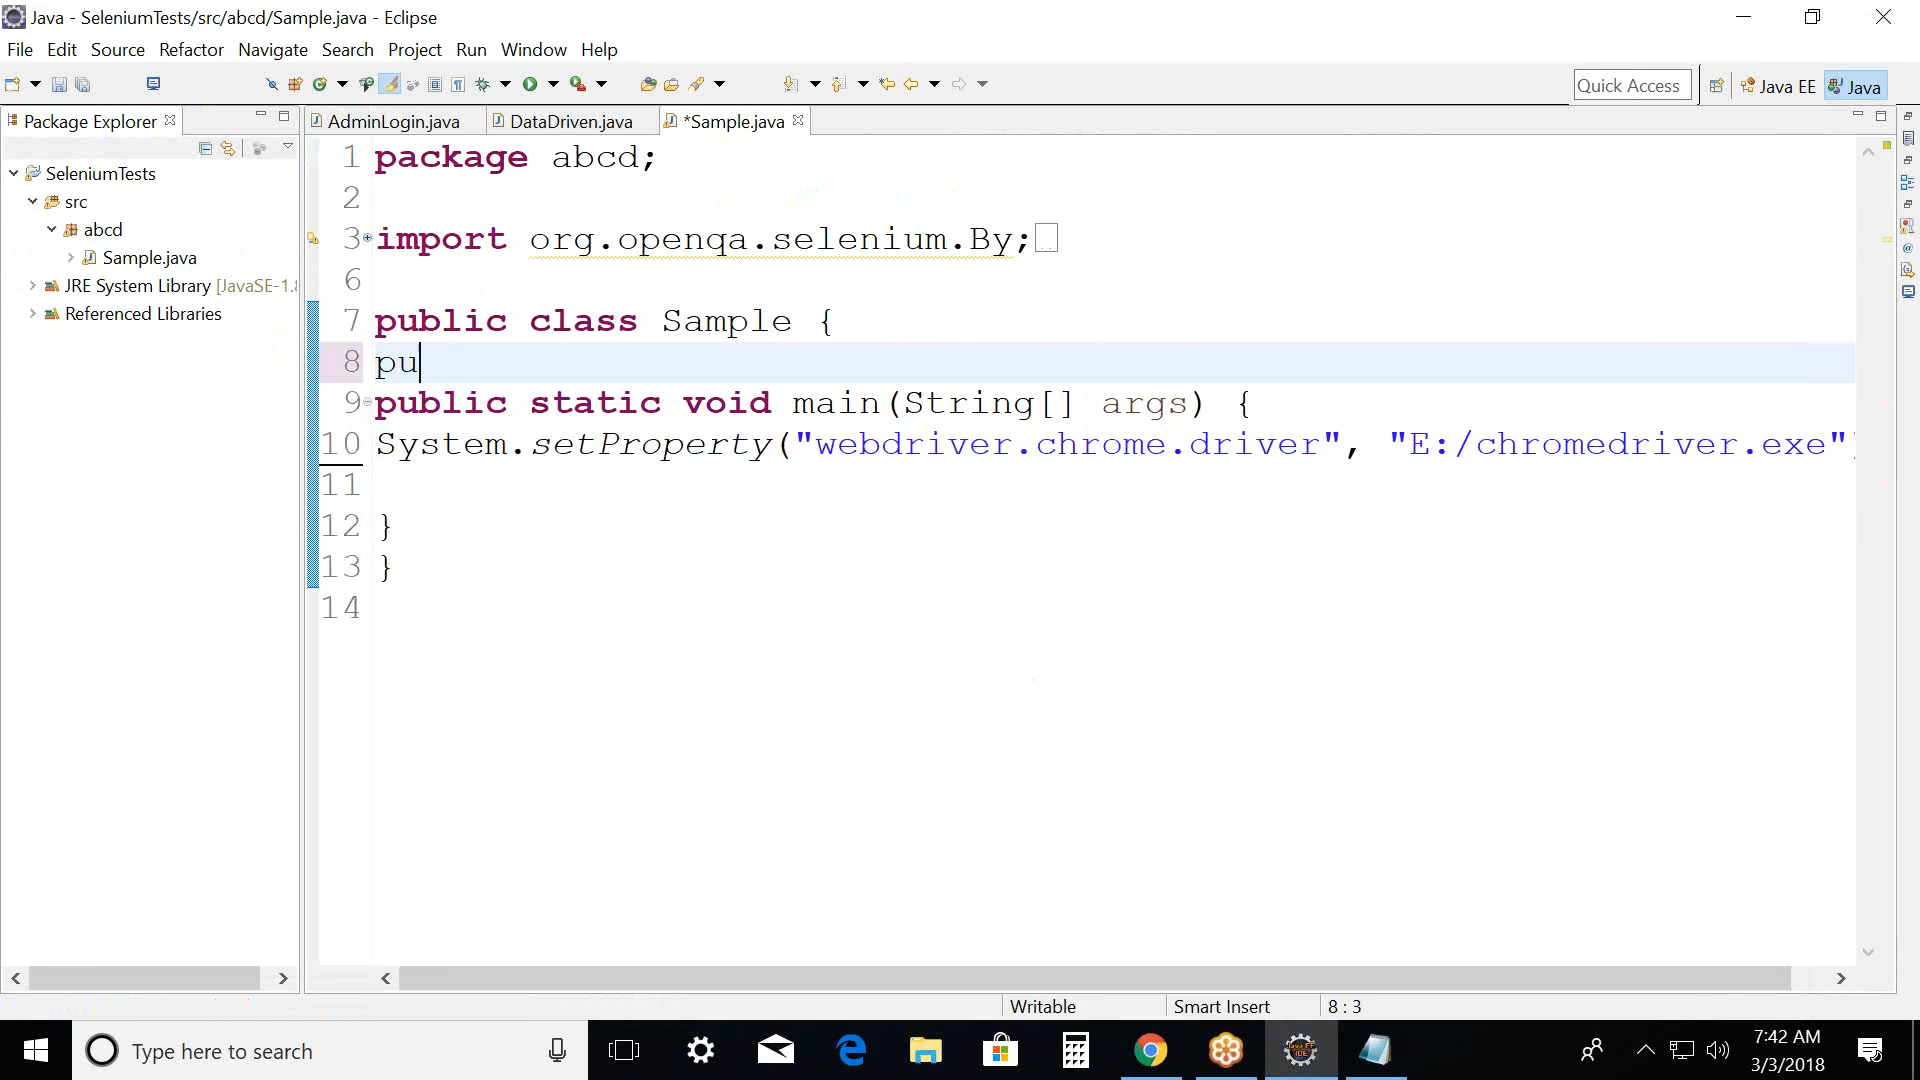 Java - SeleniumTests/src/abcd/Sample.java - Eclipse
File Edit Source Refactor Navigate Search Project Run Window Help
Quick Access Java EE Java
Package Explorer AdminLogin.java DataDriven.java *Sample.java
SeleniumTests
src
abcd
Sample.java
JRE System Library [JavaSE-1.8
Referenced Libraries
1 package abcd;
2
3 import org.openqa.selenium.By;
6
7 public class Sample {
8 pu
9 public static void main(String[] args) {
10 System.setProperty("webdriver.chrome.driver", "E:/chromedriver.exe")
11
12 }
13 }
14
Writable Smart Insert 8 : 3
Type here to search
7:42 AM
3/3/2018